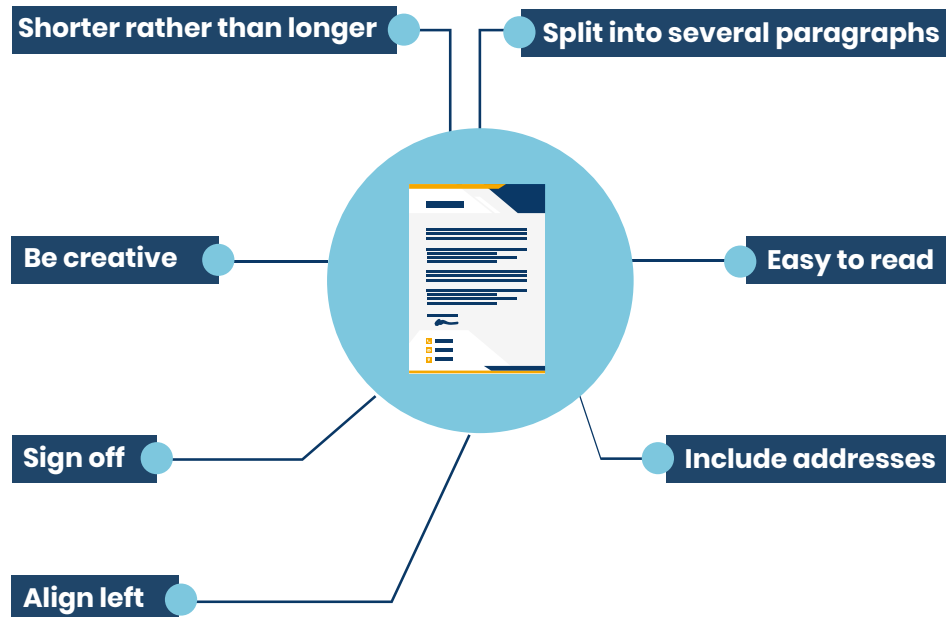 Shorter rather than longer
Split into several paragraphs
Be creative
Easy to read
Sign off
Include addresses
Align left